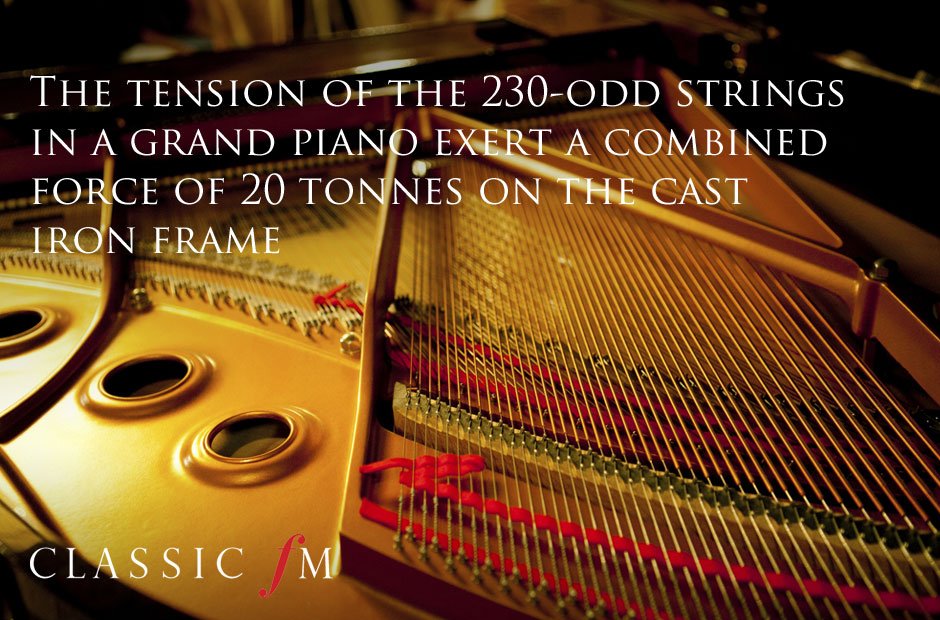 The tension of the 230-odd strings
in a grand piano exert a combined
force of 20 tonnes on the cast
iron frame
CLASSIC fM